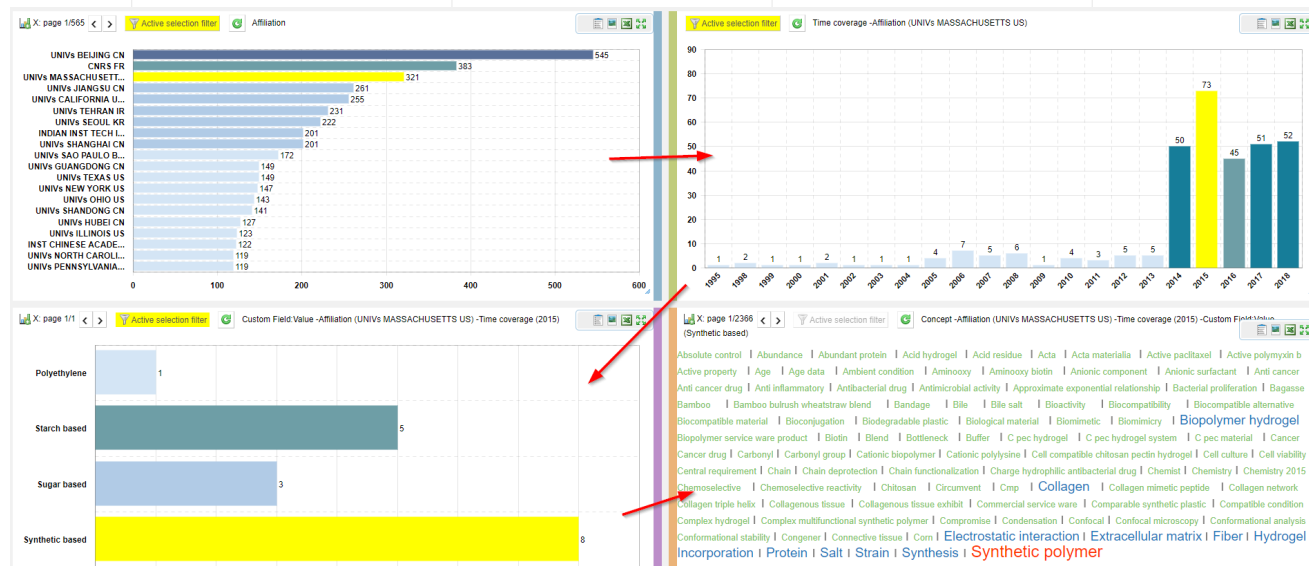 X: page 1/565 < > Active selection filter Affiliation
UNIVs BEIJING CN 545
CNRS FR 383
UNIVs MASSACHUSETT... 321
UNIVs JIANGSU CN 261
UNIVs CALIFORNIA U... 255
UNIVs TEHRAN IR 231
UNIVs SEOUL KR 222
INDIAN INST TECH I... 201
UNIVs SHANGHAI CN 201
UNIVs SAO PAULO B... 172
UNIVs GUANGDONG CN 149
UNIVs TEXAS US 149
UNIVs NEW YORK US 147
UNIVs OHIO US 143
UNIVs SHANDONG CN 141
UNIVs HUBEI CN 127
UNIVs ILLINOIS US 123
INST CHINESE ACADE... 122
UNIVs NORTH CAROLI... 119
UNIVs PENNSYLVANIA... 119
0 100 200 300 400 500 600
Active selection filter Time coverage -Affiliation (UNIVs MASSACHUSETTS US)
90
80
70
60
50
40
30
20
10
0
1 2 1 1 2 1 1 1 4 7 5 6 1 4 3 5 5 50 73 45 51 52
1995 1998 1999 2000 2001 2002 2003 2004 2005 2006 2007 2008 2009 2010 2011 2012 2013 2014 2015 2016 2017 2018
X: page 1/1 < > Active selection filter Custom Field:Value -Affiliation (UNIVs MASSACHUSETTS US) -Time coverage (2015)
Polyethylene 1
Starch based 5
Sugar based 3
Synthetic based 8
X: page 1/2366 < > Active selection filter Concept -Affiliation (UNIVs MASSACHUSETTS US) -Time coverage (2015) -Custom Field:Value
(Synthetic based)
Absolute control | Abundance | Abundant protein | Acid hydrogel | Acid residue | Acta | Acta materialia | Active paclitaxel | Active polymyxin b
Active property | Age | Age data | Ambient condition | Aminooxy | Aminooxy biotin | Anionic component | Anionic surfactant | Anti cancer
Anti cancer drug | Anti inflammatory | Antibacterial drug | Antimicrobial activity | Approximate exponential relationship | Bacterial proliferation | Bagasse
Bamboo | Bamboo bulrush wheatstraw blend | Bandage | Bile | Bile salt | Bioactivity | Biocompatibility | Biocompatible alternative
Biocompatible material | Bioconjugation | Biodegradable plastic | Biological material | Biomimetic | Biomimicry | Biopolymer hydrogel
Biopolymer service ware product | Biotin | Blend | Bottleneck | Buffer | C pec hydrogel | C pec hydrogel system | C pec material | Cancer
Cancer drug | Carbonyl | Carbonyl group | Cationic biopolymer | Cationic polylysine | Cell compatible chitosan pectin hydrogel | Cell culture | Cell viability
Central requirement | Chain | Chain deprotection | Chain functionalization | Charge hydrophilic antibacterial drug | Chemist | Chemistry | Chemistry 2015
Chemoselective | Chemoselective reactivity | Chitosan | Circumvent | Cmp | Collagen | Collagen mimetic peptide | Collagen network
Collagen triple helix | Collagenous tissue | Collagenous tissue exhibit | Commercial service ware | Comparable synthetic plastic | Compatible condition
Complex hydrogel | Complex multifunctional synthetic polymer | Compromise | Condensation | Confocal | Confocal microscopy | Conformational analysis
Conformational stability | Congener | Connective tissue | Corn | Electrostatic interaction | Extracellular matrix | Fiber | Hydrogel
Incorporation | Protein | Salt | Strain | Synthesis | Synthetic polymer